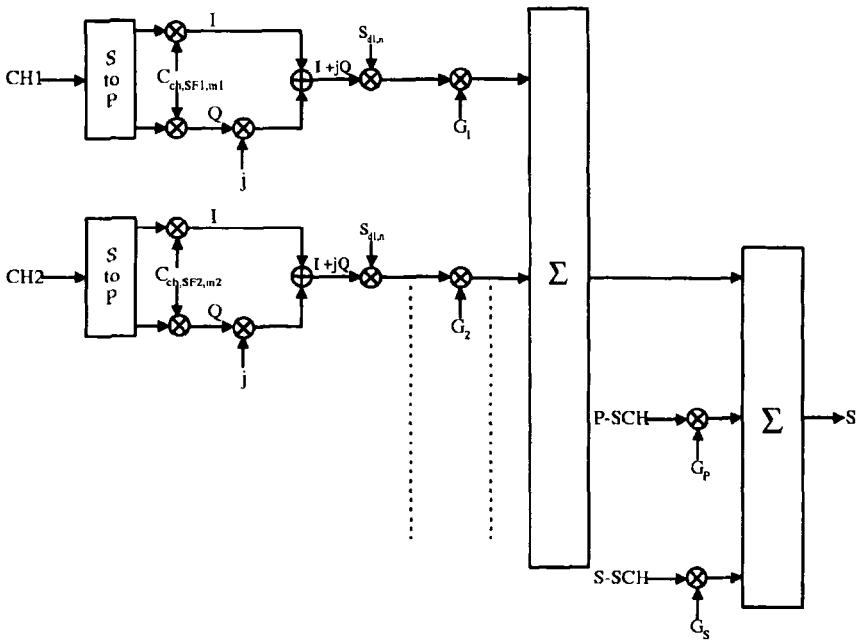 I
S_dl,n
S
to
P
CH1
C_ch,SF1,m1
I +jQ
Q
G_1
j
I
S_dl,n
S
to
P
CH2
C_ch,SF2,m2
I +jQ
Σ
Q
G_2
j
P-SCH
Σ
S
G_P
S-SCH
G_S